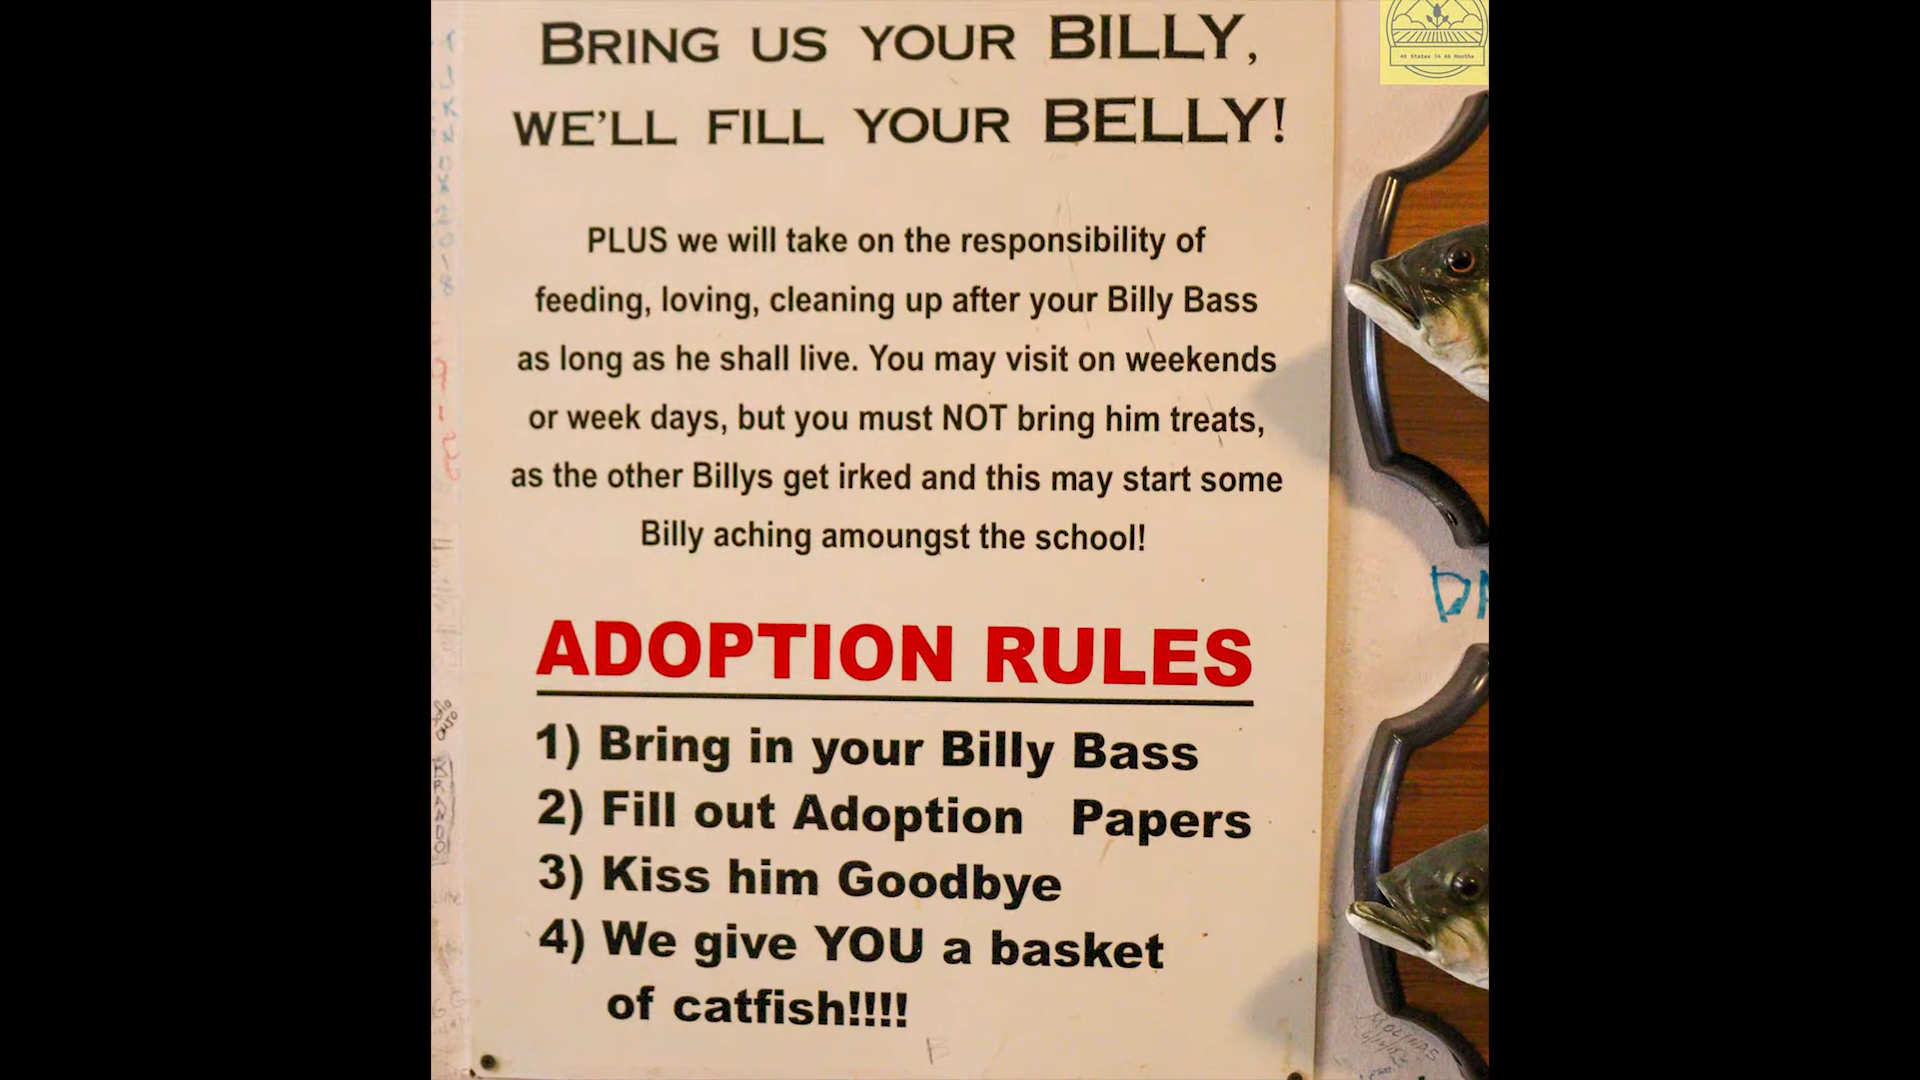 BRING US YOUR BILLY,
WE'LL FILL YOUR BELLY!
PLUS we will take on the responsibility of
feeding, loving, cleaning up after your Billy Bass
as long as he shall live. You may visit on weekends
or week days, but you must NOT bring him treats,
as the other Billys get irked and this may start some
Billy aching amoungst the school!
ADOPTION RULES
1) Bring in your Billy Bass
2) Fill out Adoption Papers
3) Kiss him Goodbye
4) We give YOU a basket
of catfish!!!!